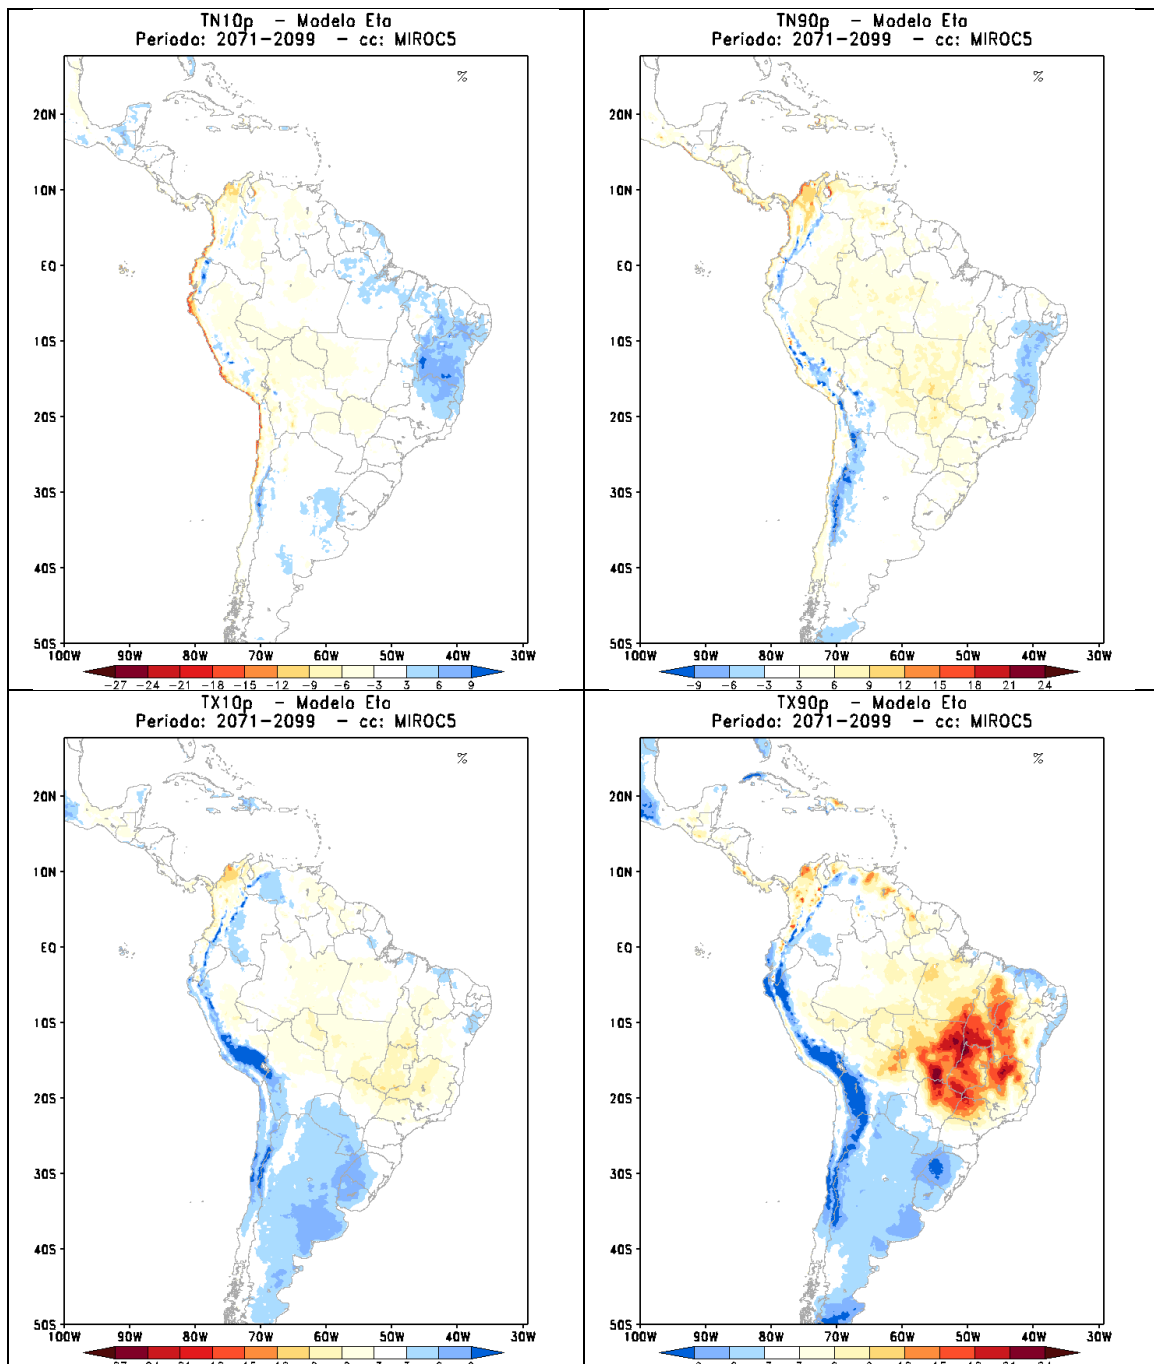 TN10p - Modelo Eta
Periodo: 2071-2099 - cc: MIROC5
%
20N
10N
EQ
10S
20S
30S
40S
50S
100W 90W 80W 70W 60W 50W 40W 30W
-27 -24 -21 -18 -15 -12 -9 -6 -3 3 6 9
TN90p - Modelo Eta
Periodo: 2071-2099 - cc: MIROC5
%
20N
10N
EQ
10S
20S
30S
40S
50S
100W 90W 80W 70W 60W 50W 40W 30W
-9 -6 -3 3 6 9 12 15 18 21 24
TX10p - Modelo Eta
Periodo: 2071-2099 - cc: MIROC5
%
20N
10N
EQ
10S
20S
30S
40S
50S
100W 90W 80W 70W 60W 50W 40W 30W
TX90p - Modelo Eta
Periodo: 2071-2099 - cc: MIROC5
%
20N
10N
EQ
10S
20S
30S
40S
50S
100W 90W 80W 70W 60W 50W 40W 30W